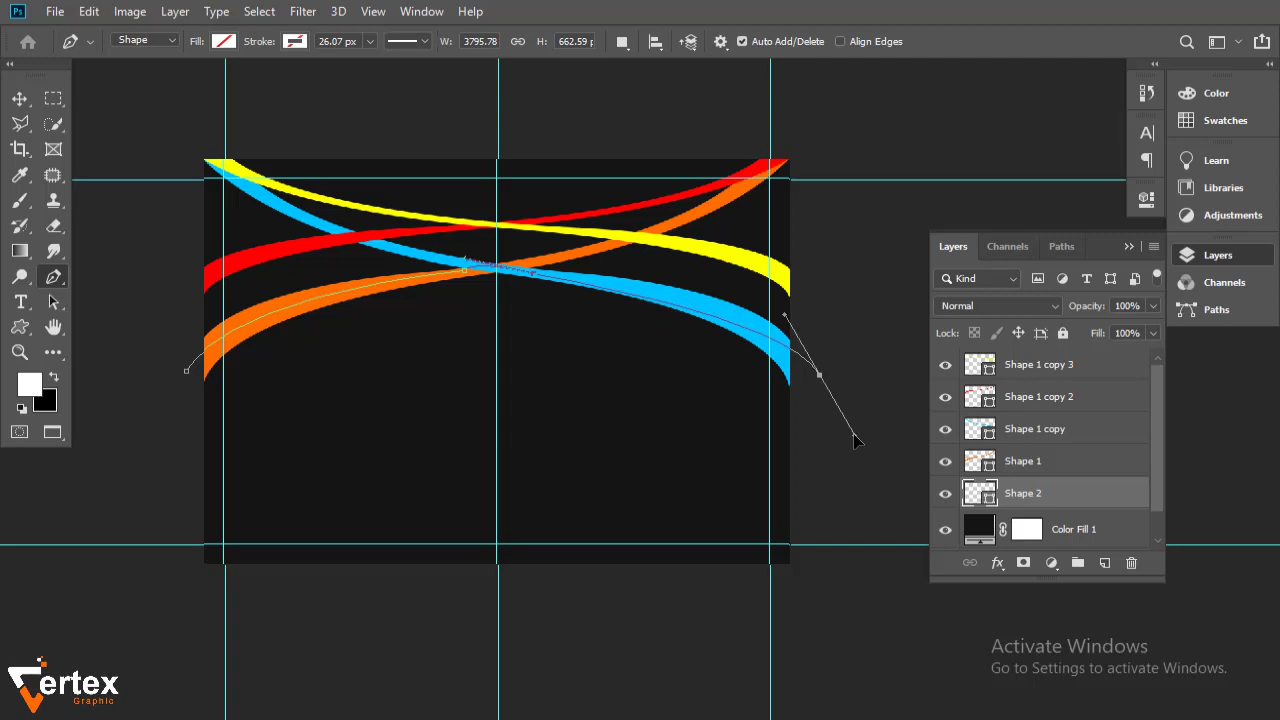 Ps File Edit Image Layer Type Select Filter 3D View Window Help
Shape Fill: Stroke: 26.07 px W: 3795.78 H: 662.59 p Auto Add/Delete Align Edges
Color
Swatches
Learn
Libraries
Adjustments
Layers
Channels
Paths
Layers Channels Paths
Kind
Normal Opacity: 100%
Lock: Fill: 100%
Shape 1 copy 3
Shape 1 copy 2
Shape 1 copy
Shape 1
Shape 2
Color Fill 1
fx
Activate Windows
Go to Settings to activate Windows.
Vertex
Graphic